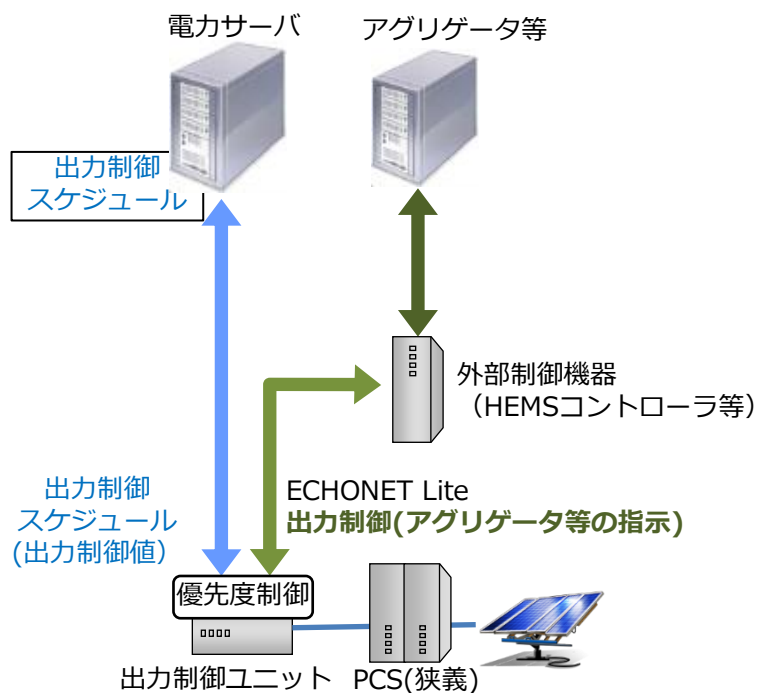 電力サーバ
アグリゲータ等
出力制御
スケジュール
外部制御機器
（HEMSコントローラ等）
出力制御
スケジュール
(出力制御値）
ECHONET Lite
出力制御(アグリゲータ等の指示)
優先度制御
出力制御ユニット
PCS(狭義)